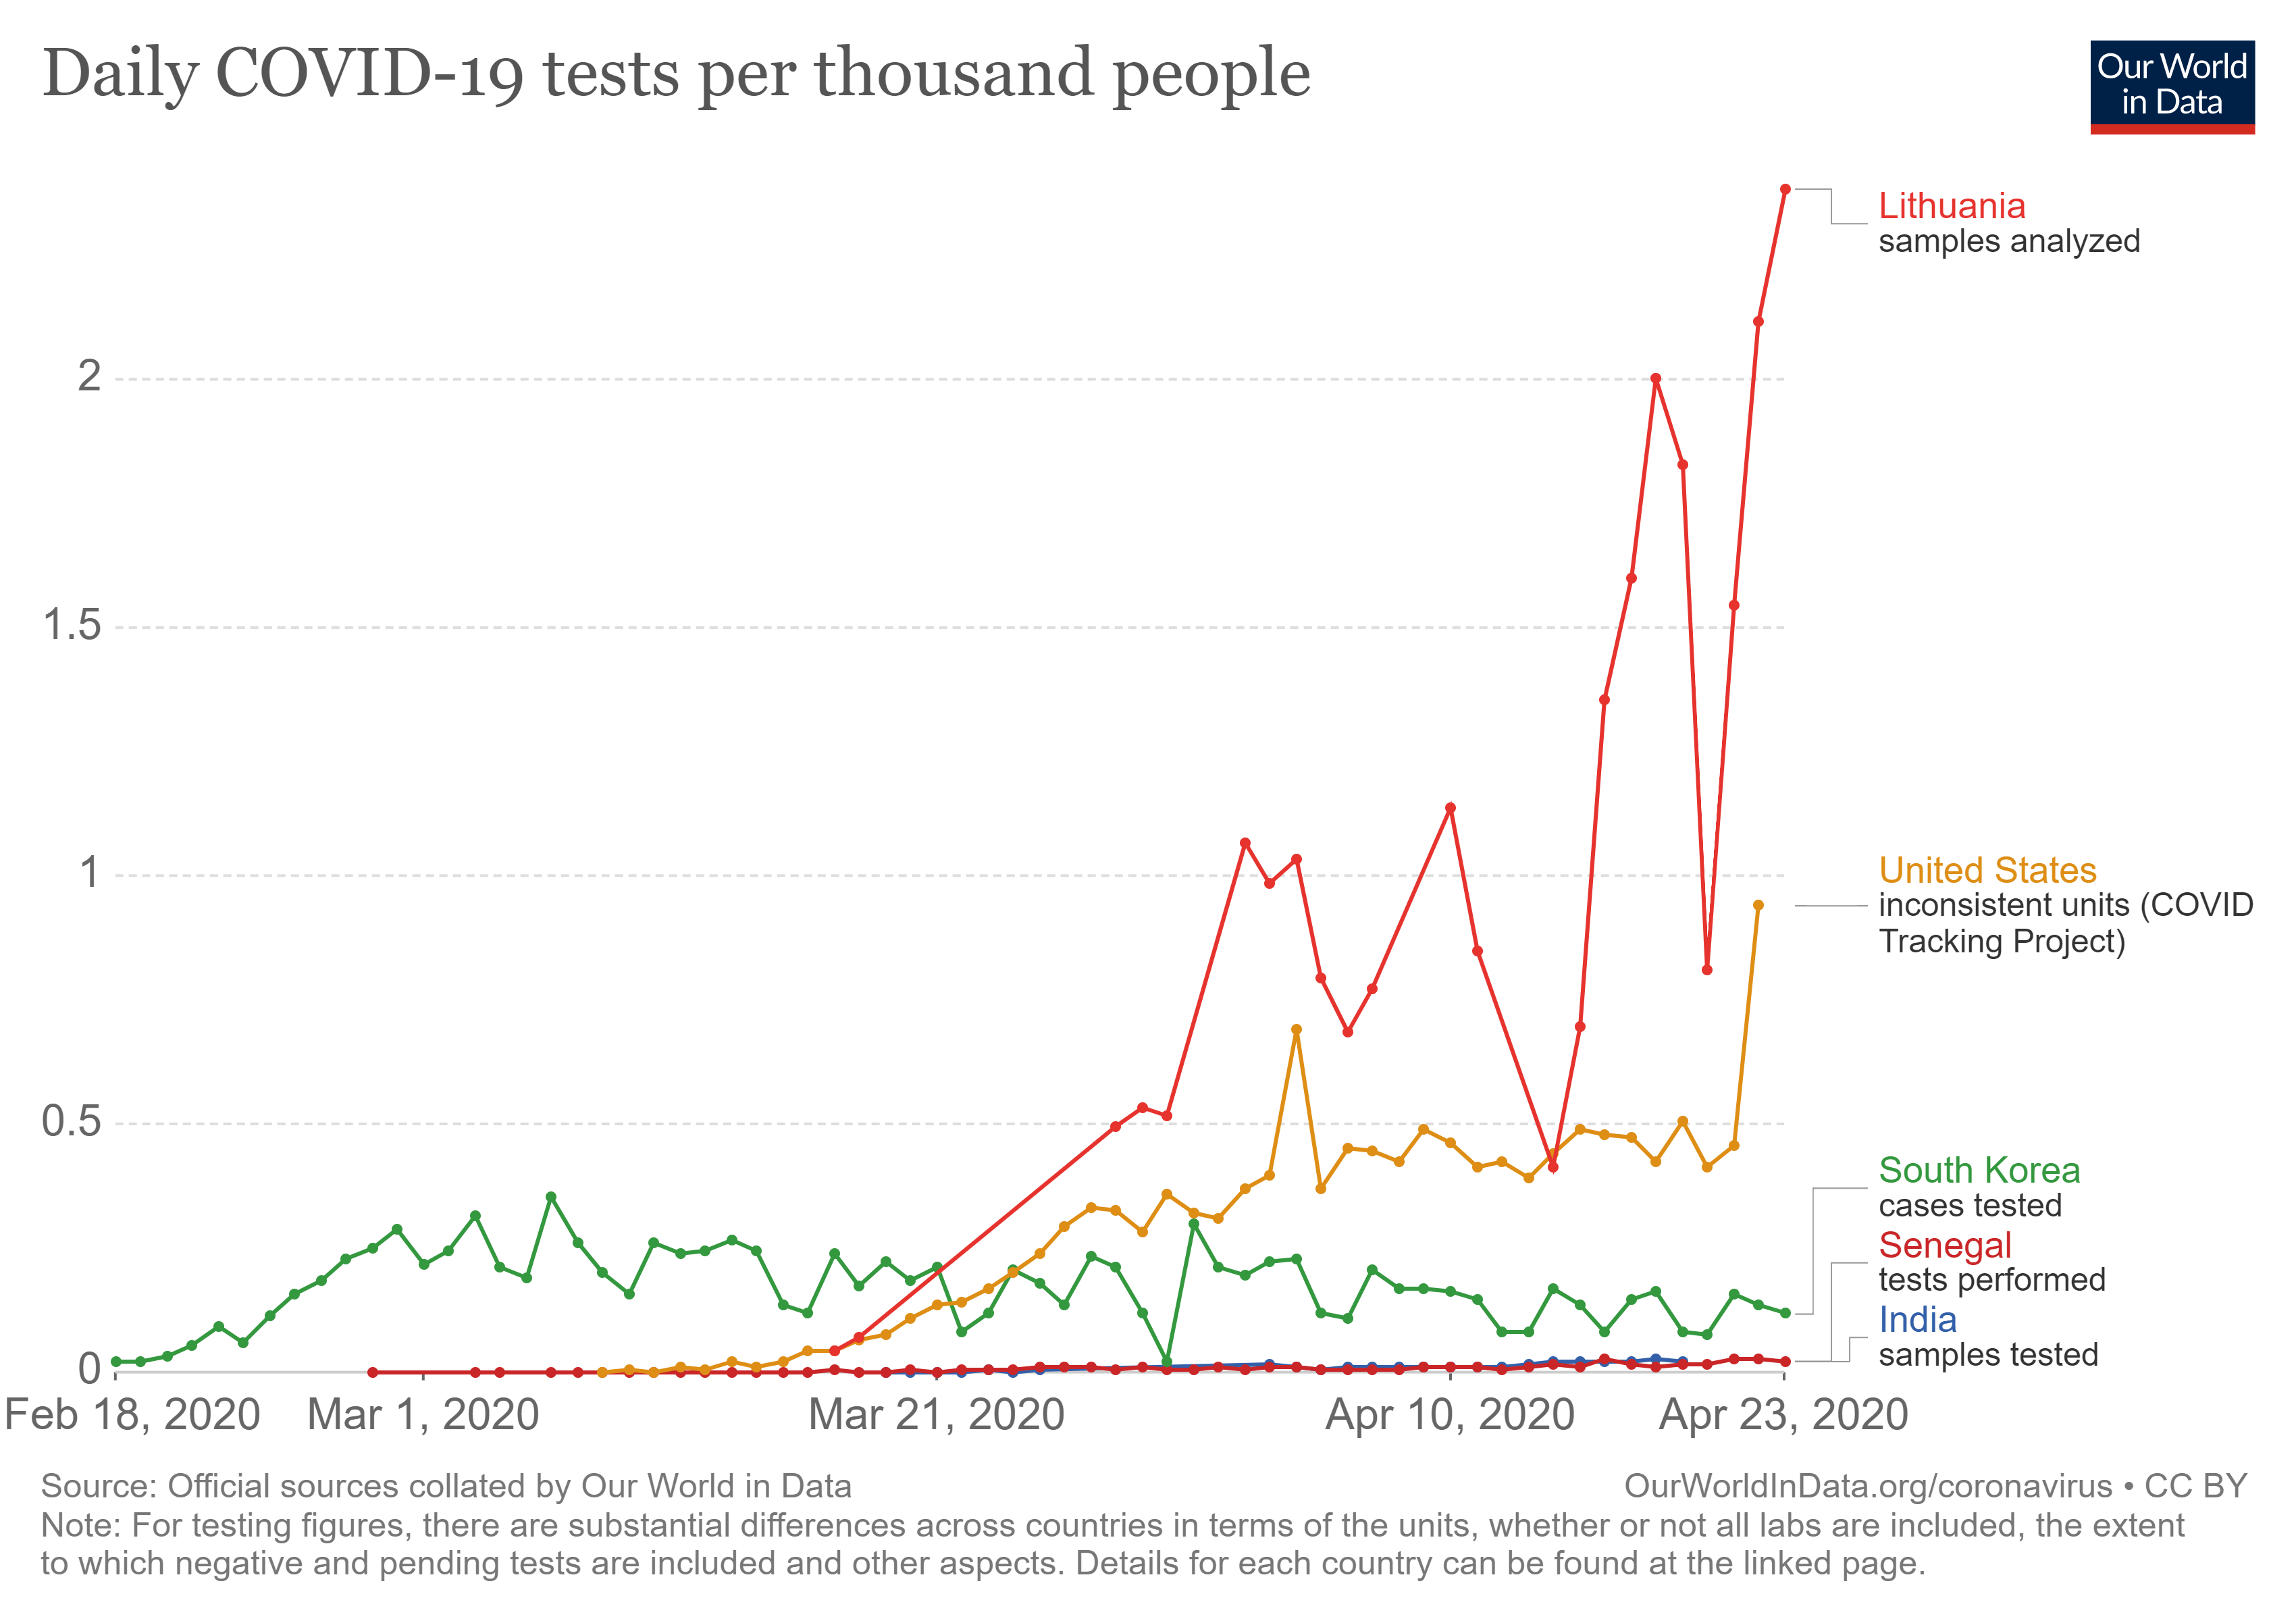 Daily COVID-19 tests per thousand people
Our World
in Data
Lithuania
samples analyzed
2
1.5
1
United States
inconsistent units (COVID
Tracking Project)
0.5
South Korea
cases tested
Senegal
tests performed
India
samples tested
0
Feb 18, 2020 Mar 1, 2020 Mar 21, 2020 Apr 10, 2020 Apr 23, 2020
Source: Official sources collated by Our World in Data OurWorldInData.org/coronavirus • CC BY
Note: For testing figures, there are substantial differences across countries in terms of the units, whether or not all labs are included, the extent
to which negative and pending tests are included and other aspects. Details for each country can be found at the linked page.